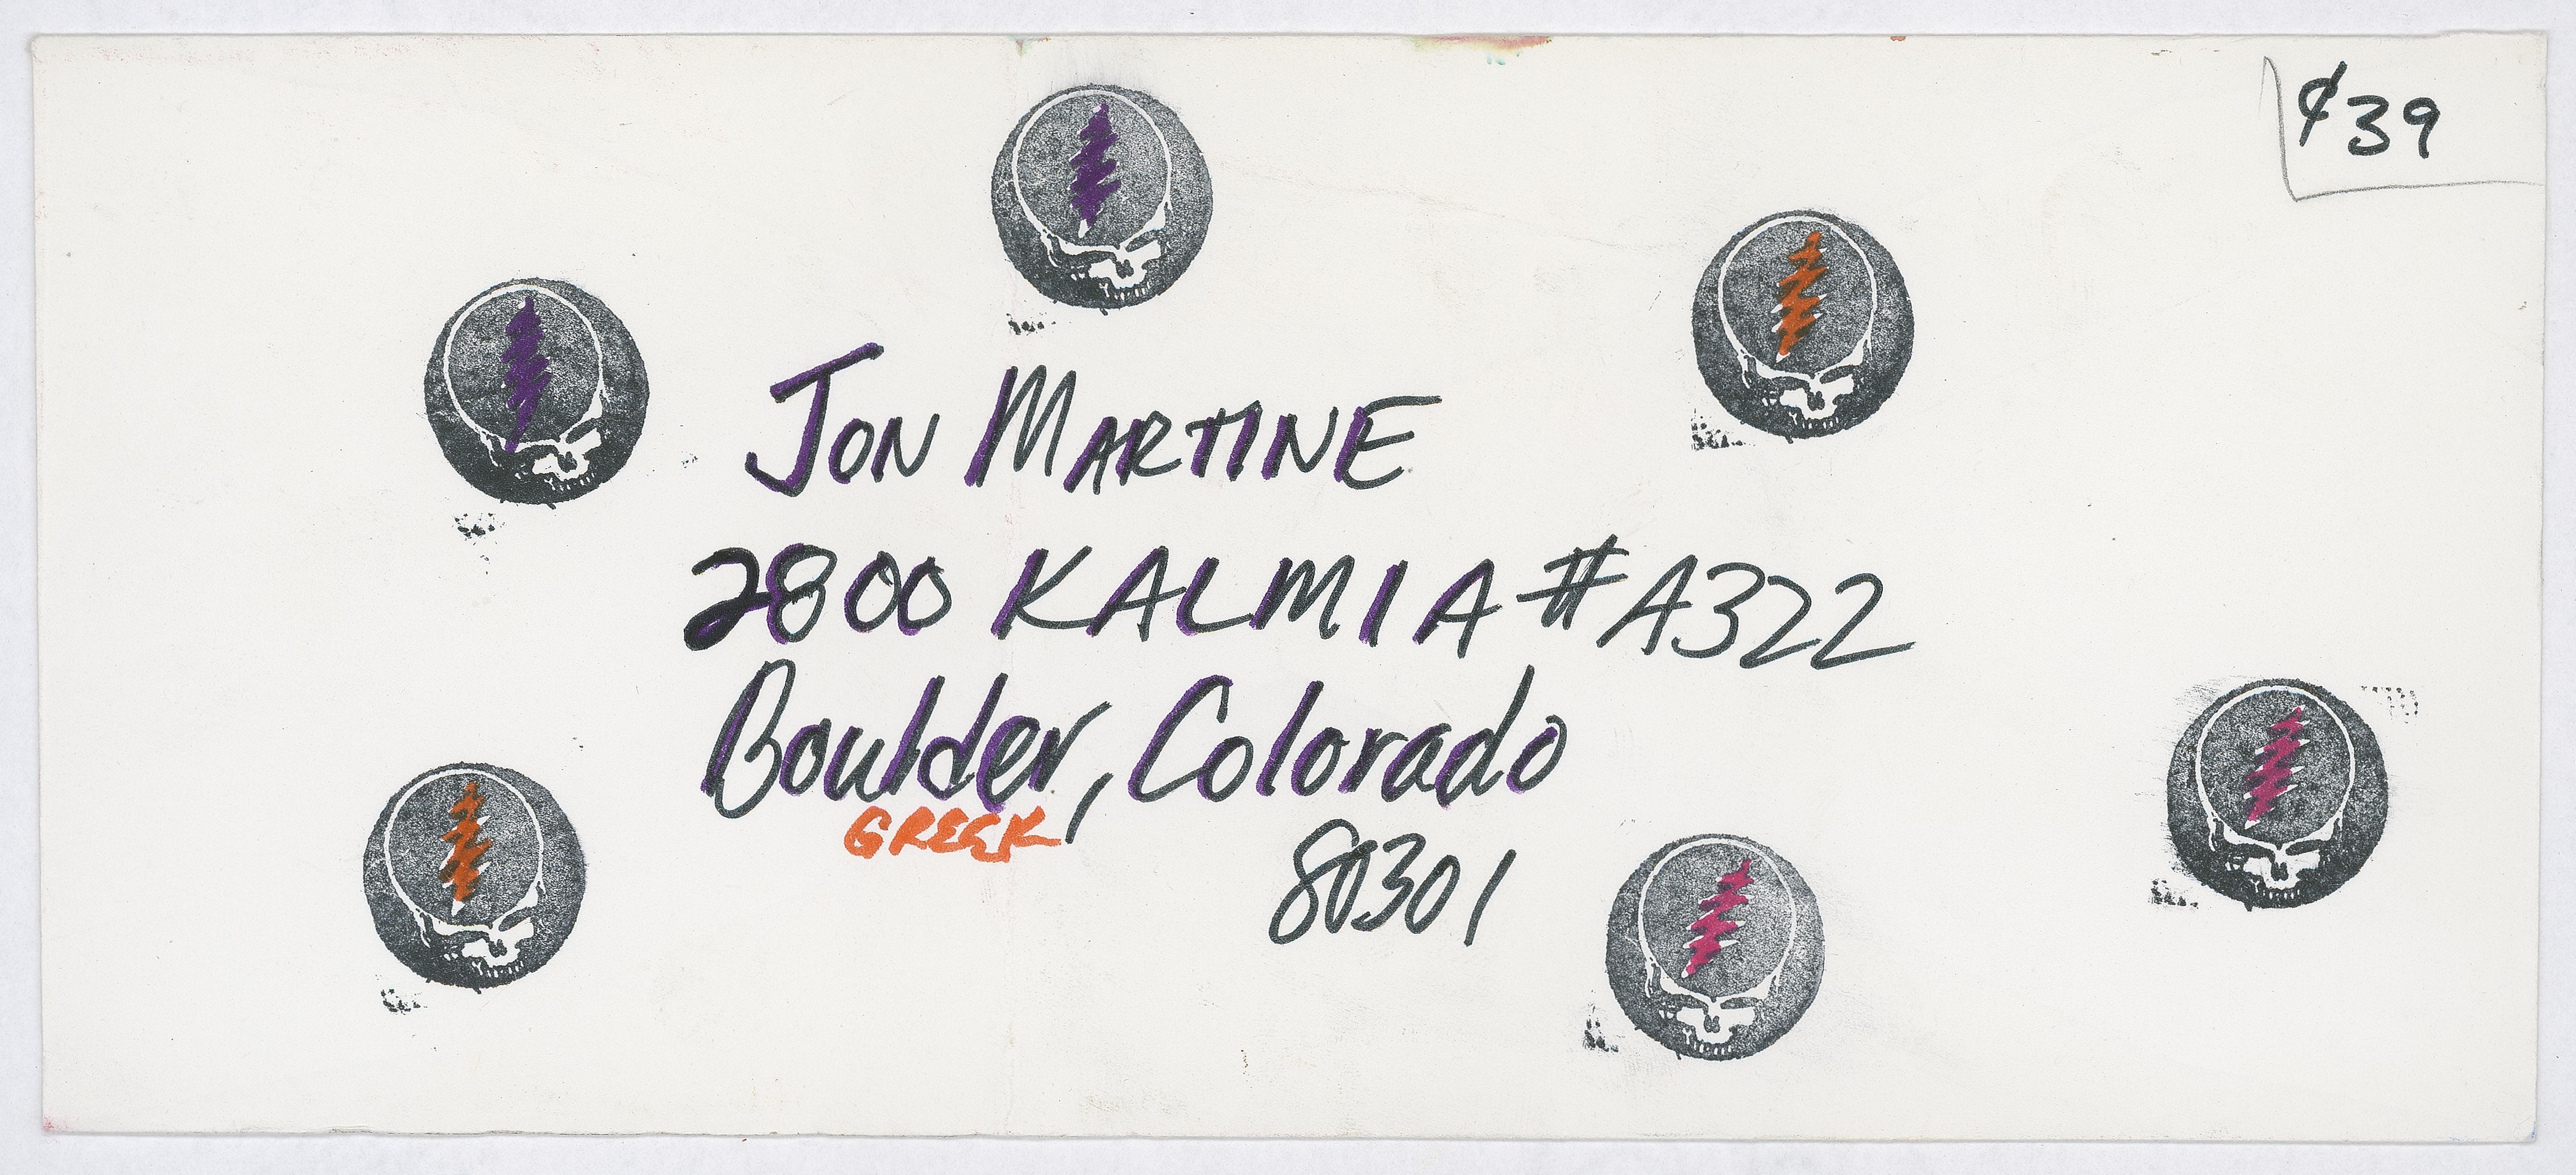 ¢39
Jon Martine
2800 KALMIA #A322
Boulder, Colorado
GREEK
80301